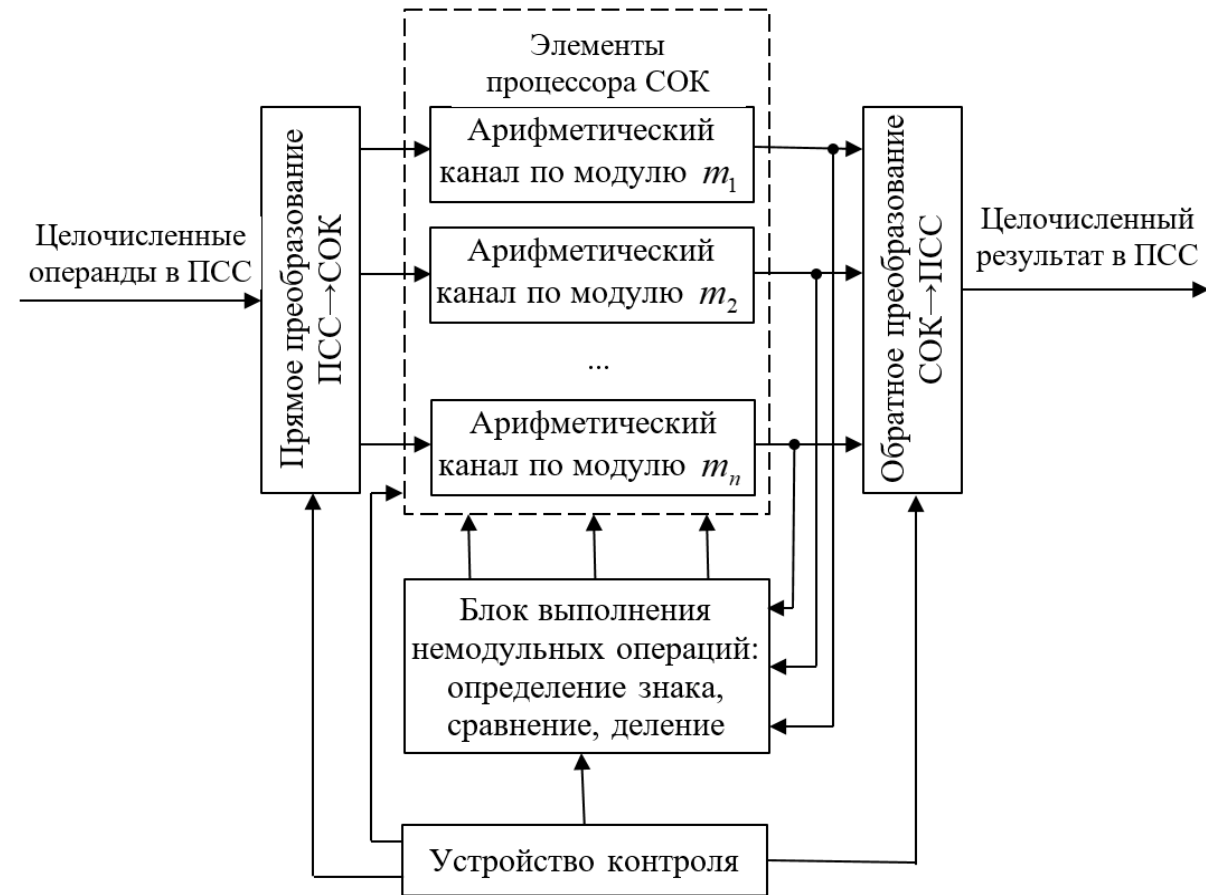 Элементы
процессора СОК
Целочисленные
операнды в ПСС
Прямое преобразование
ПСС→СОК
Арифметический
канал по модулю m₁
Арифметический
канал по модулю m₂
...
Арифметический
канал по модулю mₙ
Обратное преобразование
СОК→ПСС
Целочисленный
результат в ПСС
Блок выполнения
немодульных операций:
определение знака,
сравнение, деление
Устройство контроля